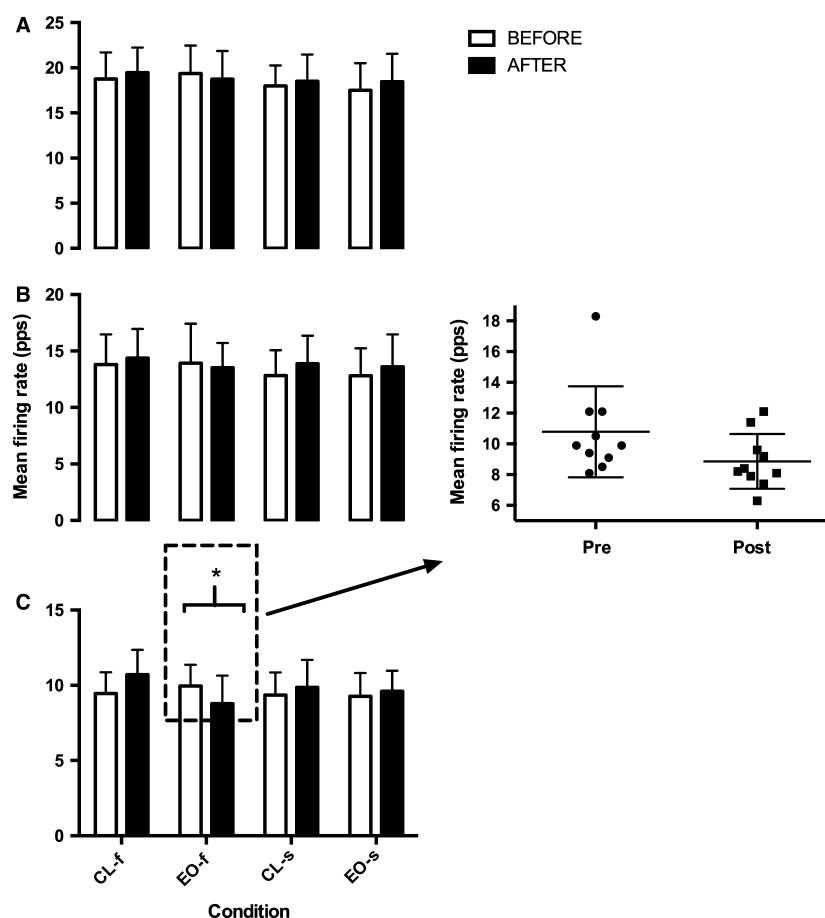 A
25
20
15
10
5
0
BEFORE
AFTER
B
Mean firing rate (pps)
20
15
10
5
0
Mean firing rate (pps)
18
16
14
12
10
8
6
Pre Post
C
*
15
10
5
0
CL-f EO-f CL-s EO-s
Condition